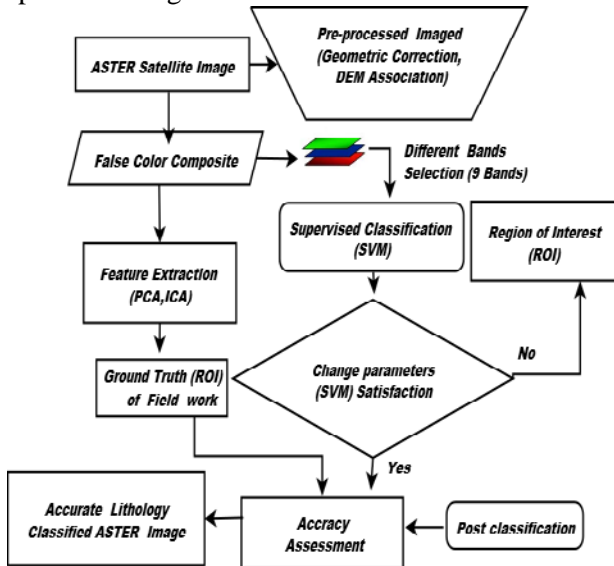 Pre-processed Imaged
(Geometric Correction,
DEM Association)
ASTER Satellite Image
False Color Composite
Different Bands
Selection (9 Bands)
Supervised Classification
(SVM)
Region of Interest
(ROI)
Feature Extraction
(PCA,ICA)
No
Change parameters
(SVM) Satisfaction
Ground Truth (ROI)
of Field work
Yes
Accurate Lithology
Classified ASTER Image
Accracy
Assessment
Post classification